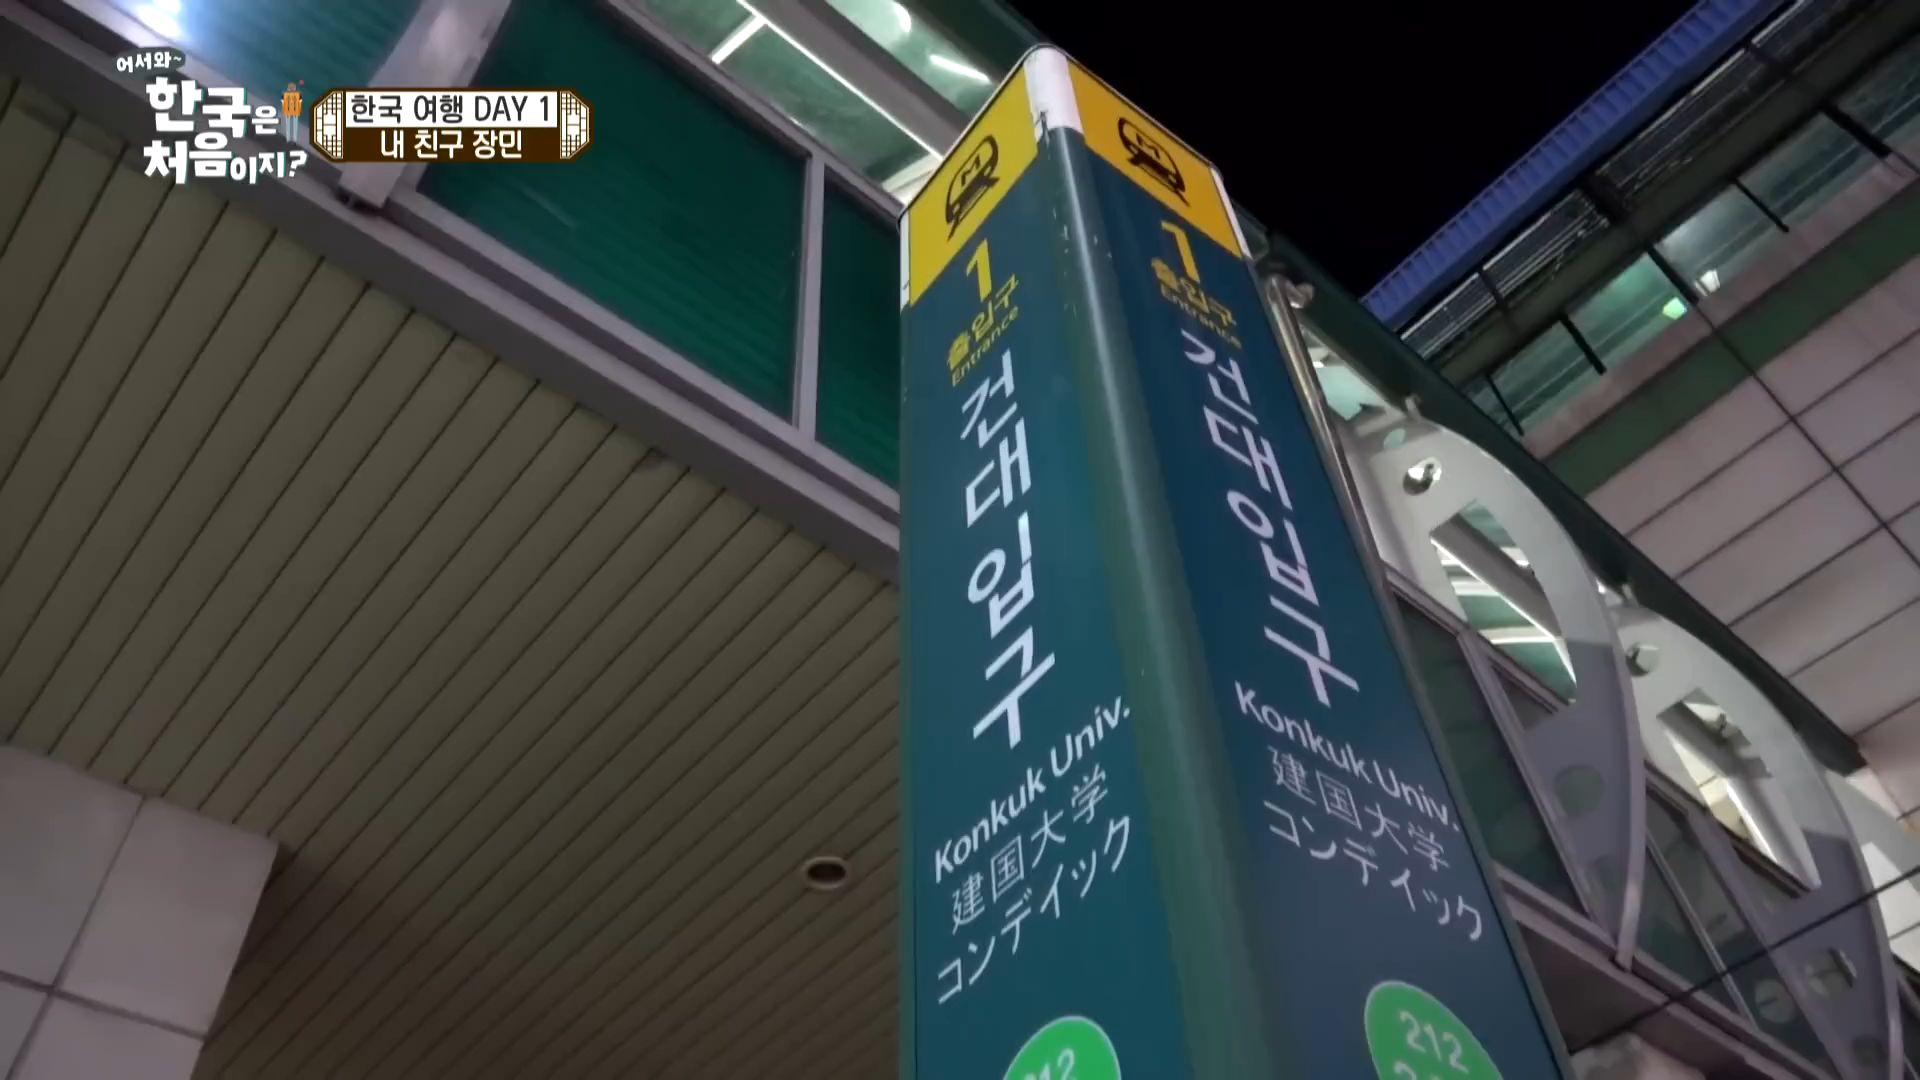 어서와~
한국은
처음이지?
한국 여행 DAY 1
내 친구 장민
M
1
출입구
Entrance
건대입구
Konkuk Univ.
建国大学
コンデイック
M
1
출입구
Entrance
건대입구
Konkuk Univ.
建国大学
コンデイック
212